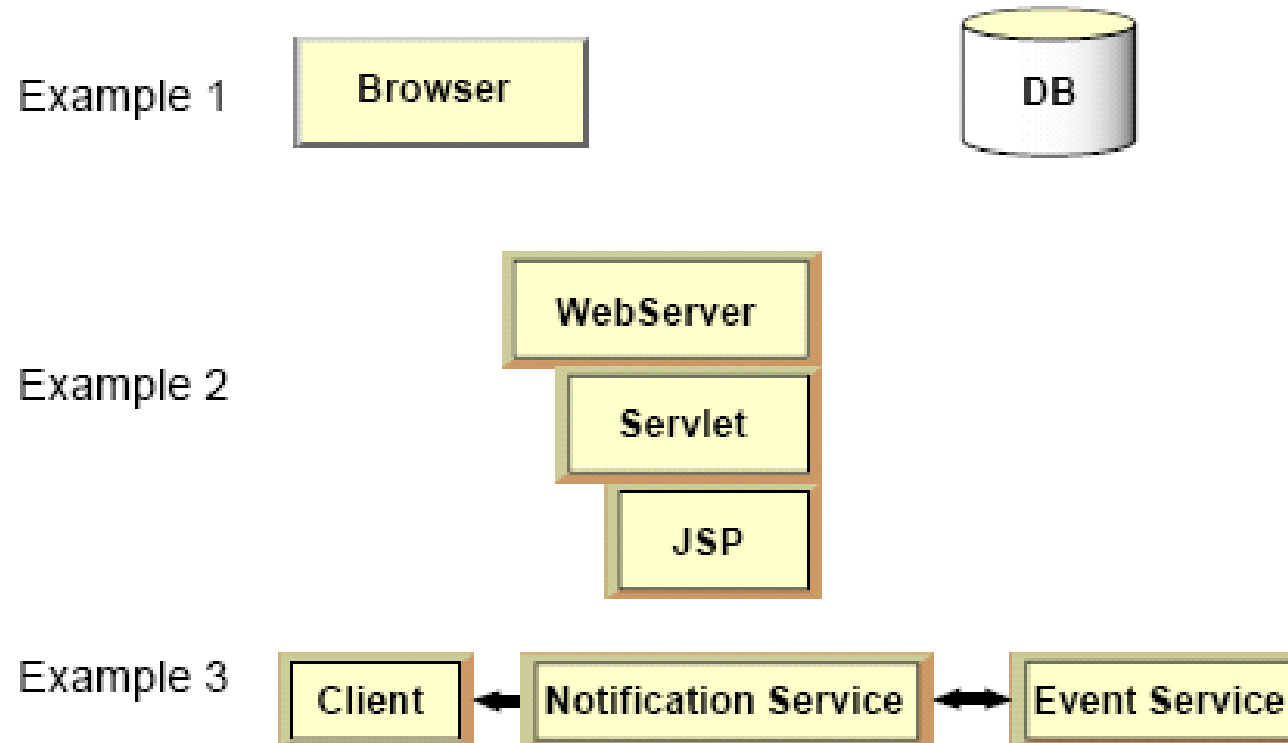 Example 1
Browser
DB
WebServer
Example 2
Servlet
JSP
Example 3
Client
Notification Service
Event Service